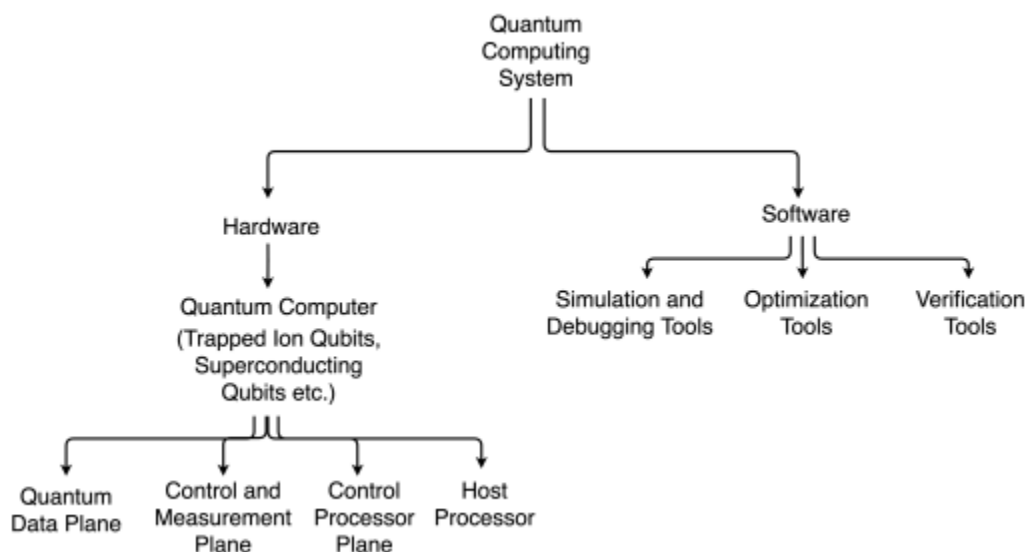 Quantum
Computing
System
Hardware
Software
Quantum Computer
(Trapped Ion Qubits,
Superconducting
Qubits etc.)
Simulation and
Debugging Tools
Optimization
Tools
Verification
Tools
Quantum
Data Plane
Control and
Measurement
Plane
Control
Processor
Plane
Host
Processor